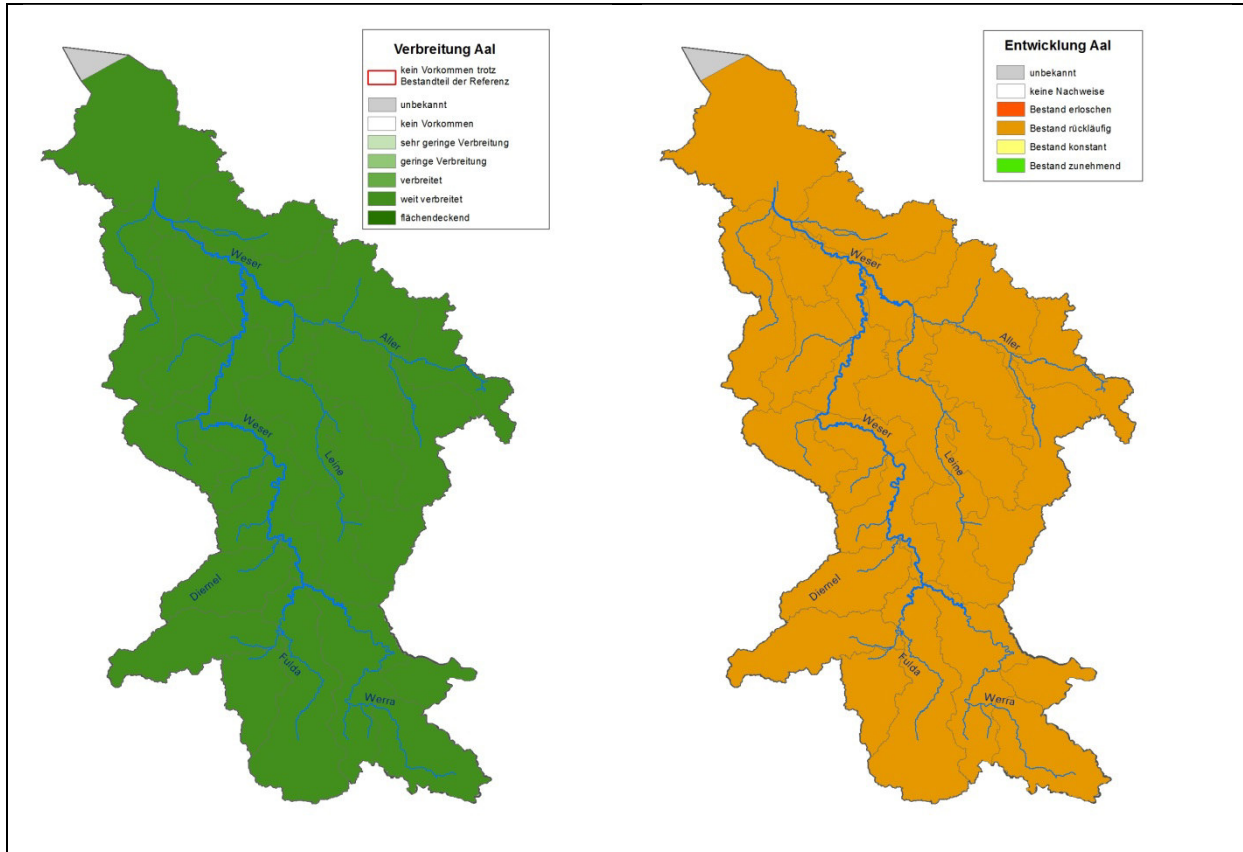 Verbreitung Aal
kein Vorkommen trotz
Bestandteil der Referenz
unbekannt
kein Vorkommen
sehr geringe Verbreitung
geringe Verbreitung
verbreitet
weit verbreitet
flächendeckend
Weser
Aller
Weser
Leine
Diemel
Fulda
Werra
Entwicklung Aal
unbekannt
keine Nachweise
Bestand erloschen
Bestand rückläufig
Bestand konstant
Bestand zunehmend
Weser
Aller
Weser
Leine
Diemel
Fulda
Werra